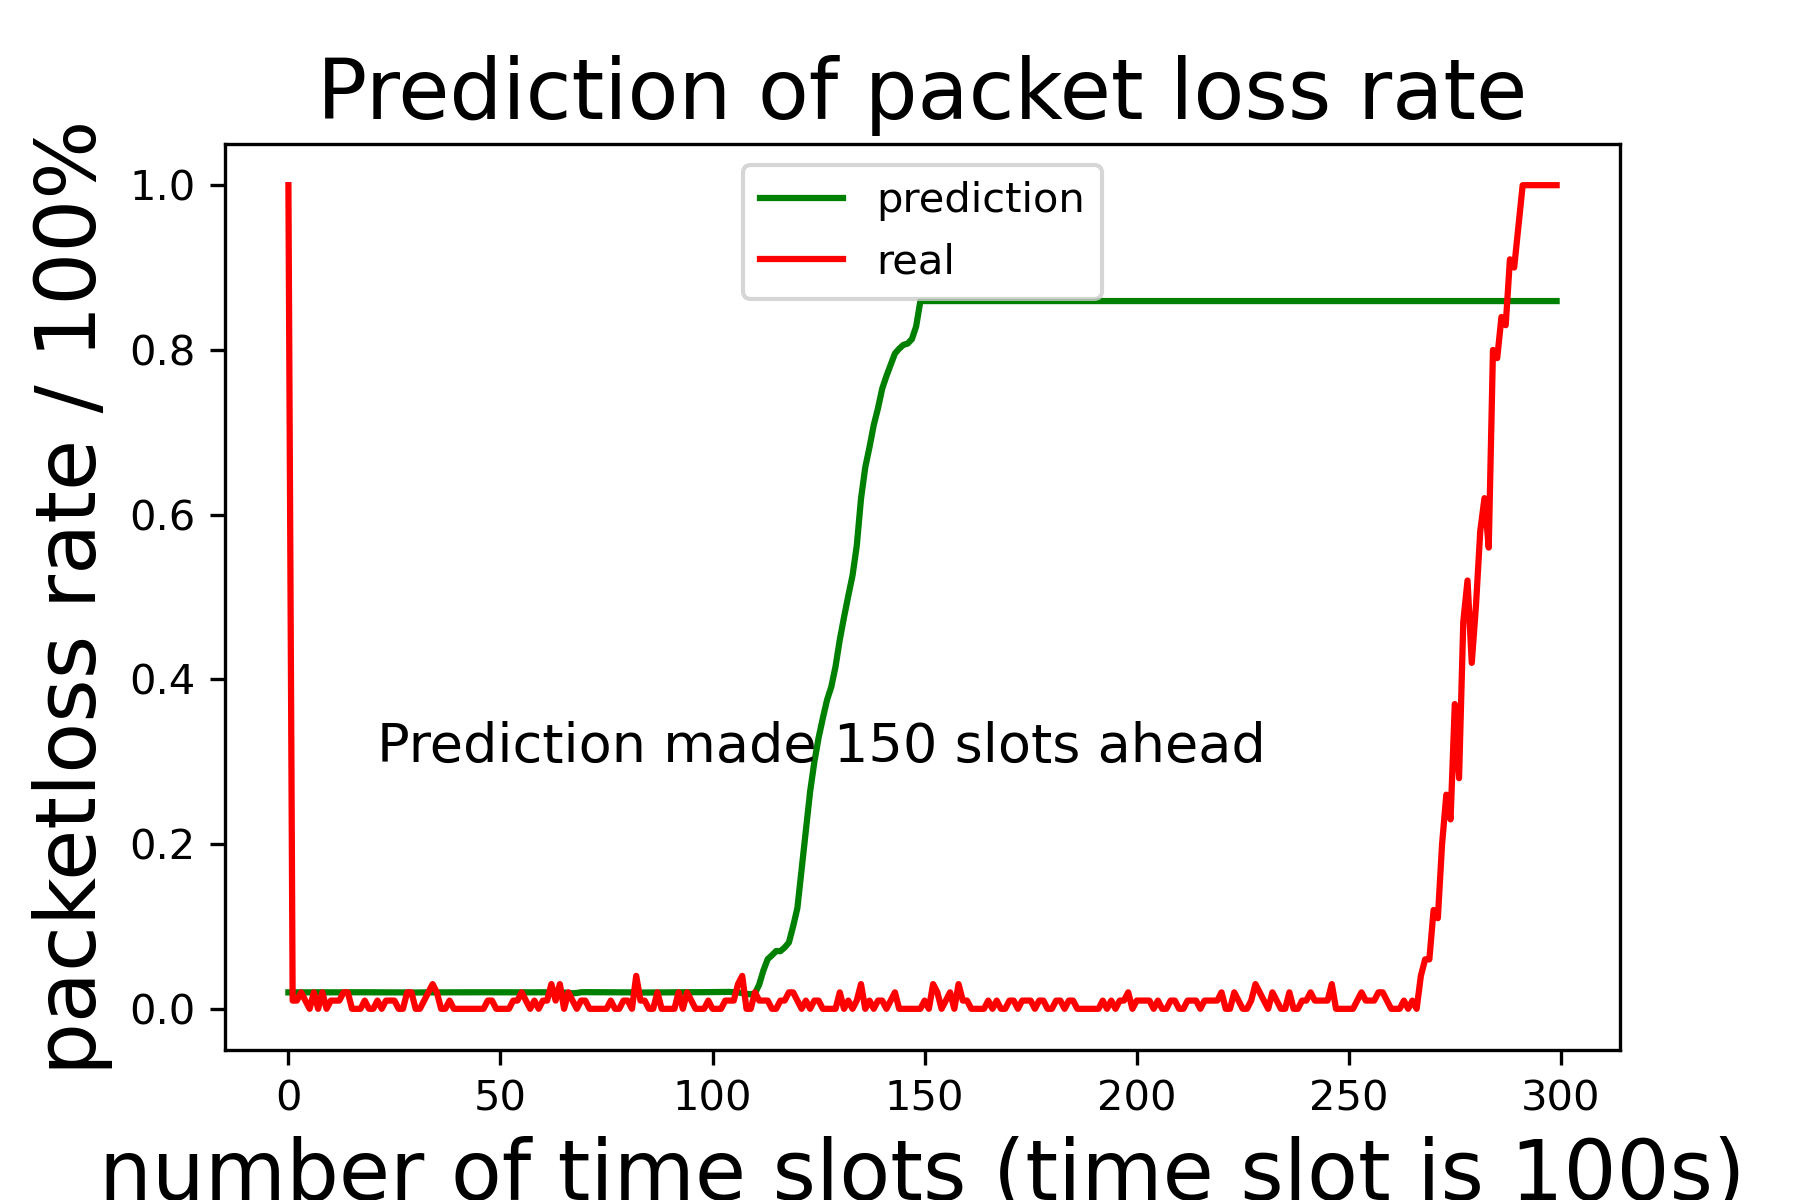 Prediction of packet loss rate
packetloss rate / 100%
1.0
0.8
0.6
0.4
0.2
0.0
prediction
real
Prediction made 150 slots ahead
0 50 100 150 200 250 300
number of time slots (time slot is 100s)